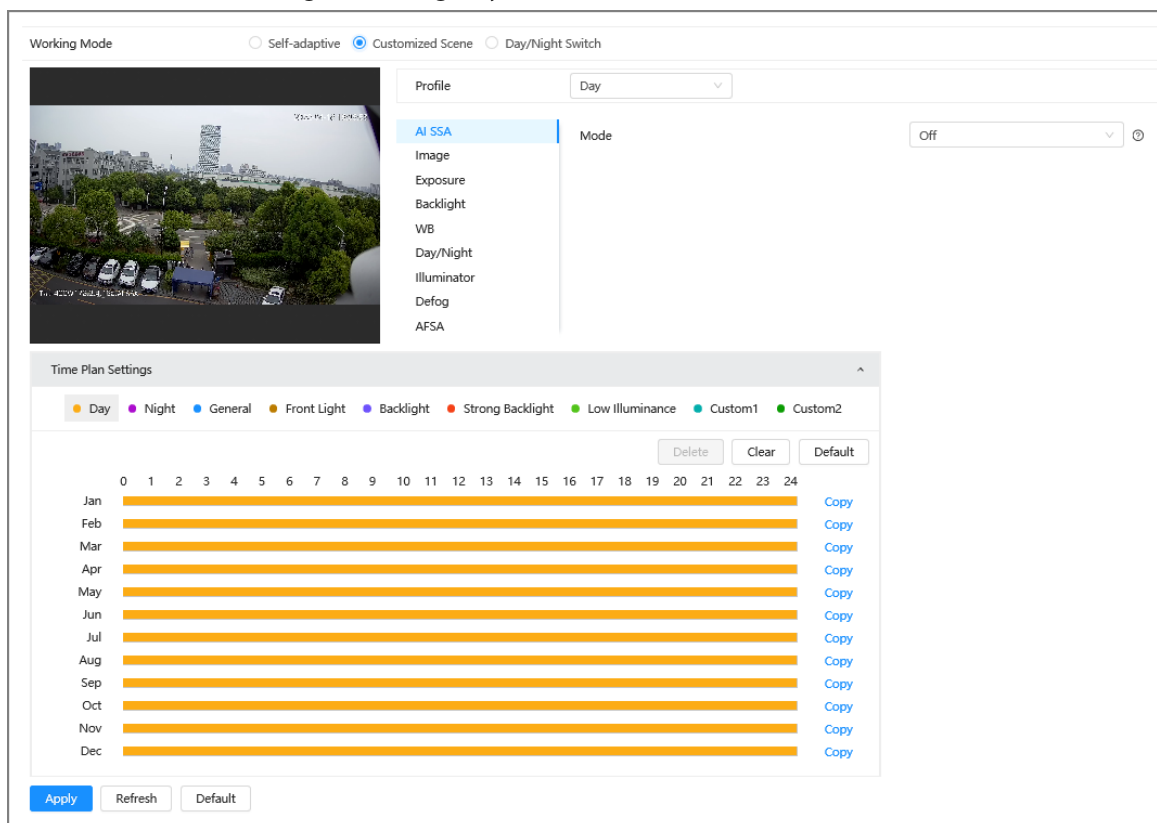 Working Mode Self-adaptive Customized Scene Day/Night Switch
Profile Day
AI SSA Mode Off
Image
Exposure
Backlight
WB
Day/Night
Illuminator
Defog
AFSA
Time Plan Settings
Day Night General Front Light Backlight Strong Backlight Low Illuminance Custom1 Custom2
Delete Clear Default
0 1 2 3 4 5 6 7 8 9 10 11 12 13 14 15 16 17 18 19 20 21 22 23 24
Jan Copy
Feb Copy
Mar Copy
Apr Copy
May Copy
Jun Copy
Jul Copy
Aug Copy
Sep Copy
Oct Copy
Nov Copy
Dec Copy
Apply Refresh Default